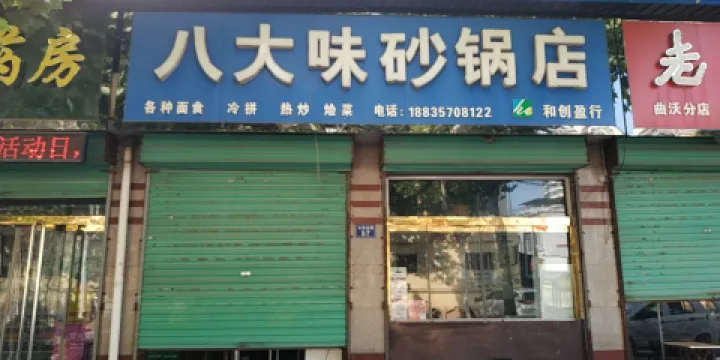 药房
活动日，
八大味砂锅店
各种面食 冷拼 热炒 烩菜 电话：18835708122 和创盈行
老
曲沃分店